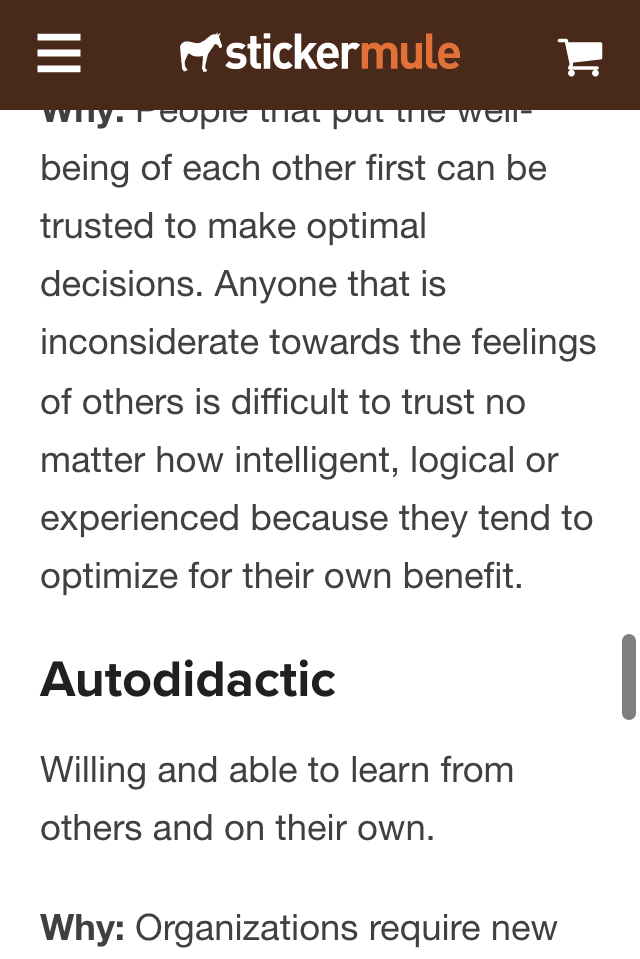 stickermule
Why: People that put the well-
being of each other first can be
trusted to make optimal
decisions. Anyone that is
inconsiderate towards the feelings
of others is difficult to trust no
matter how intelligent, logical or
experienced because they tend to
optimize for their own benefit.
Autodidactic
Willing and able to learn from
others and on their own.
Why: Organizations require new